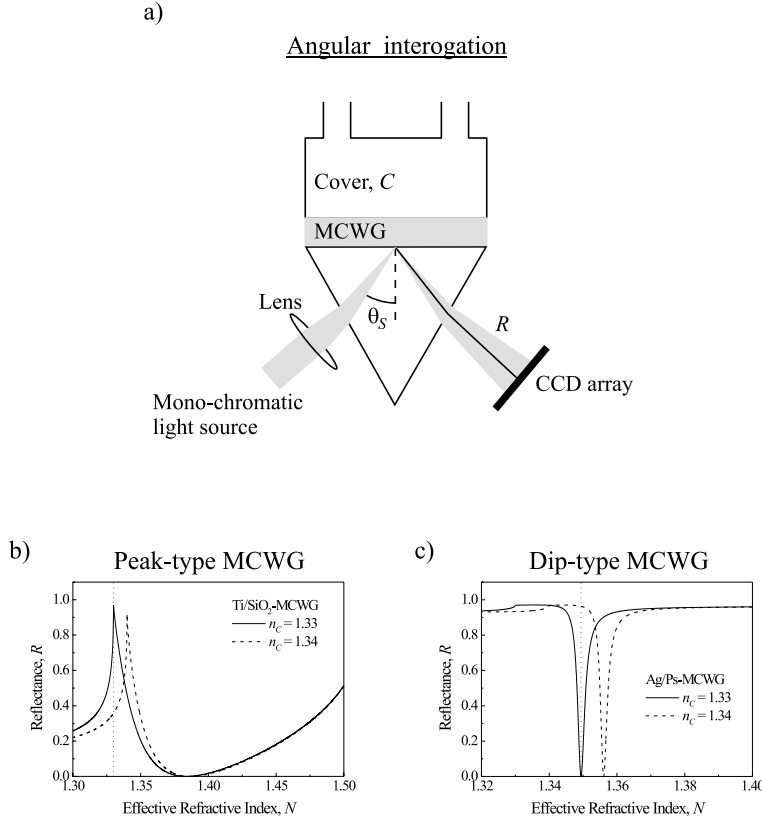 a)
Angular interogation
Cover, C
MCWG
Lens
θS
R
CCD array
Mono-chromatic
light source
b)
Peak-type MCWG
1.0
0.8
0.6
0.4
0.2
0.0
Reflectance, R
Ti/SiO2-MCWG
nC = 1.33
nC = 1.34
1.30 1.35 1.40 1.45 1.50
Effective Refractive Index, N
c)
Dip-type MCWG
1.0
0.8
0.6
0.4
0.2
0.0
Reflectance, R
Ag/Ps-MCWG
nC = 1.33
nC = 1.34
1.32 1.34 1.36 1.38 1.40
Effective Refractive Index, N